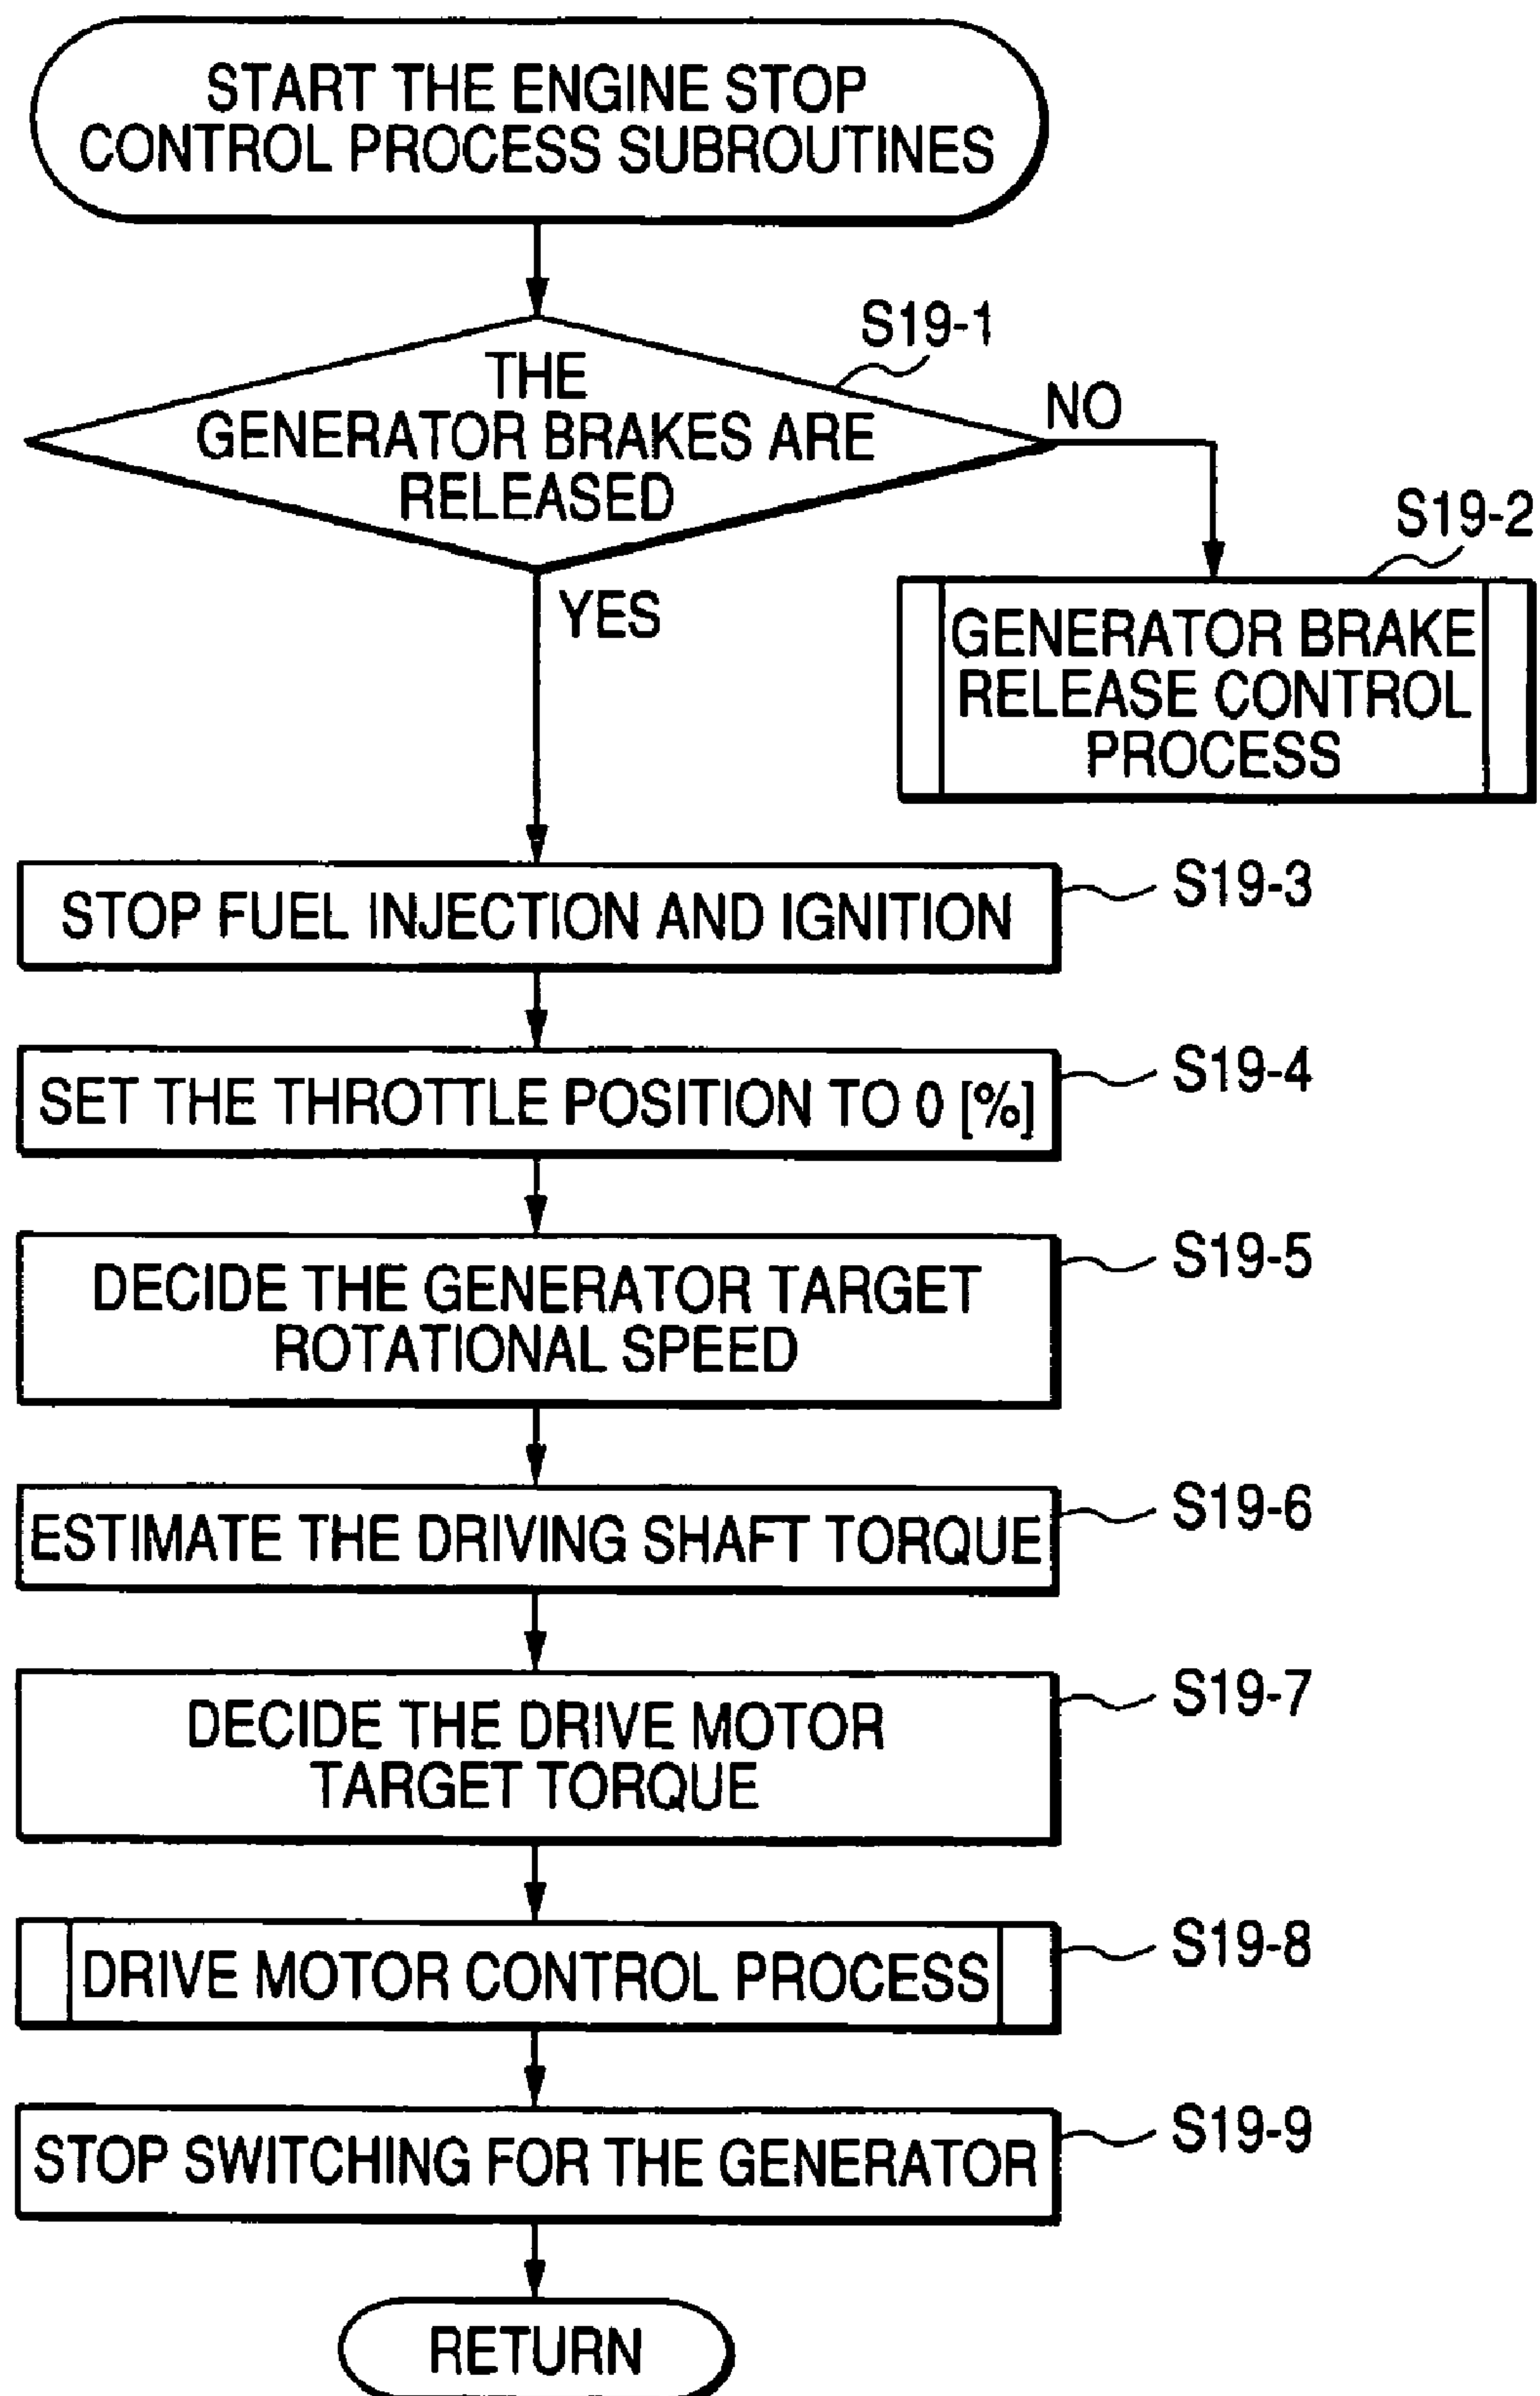 START THE ENGINE STOP
CONTROL PROCESS SUBROUTINES
S19-1
THE
GENERATOR BRAKES ARE
RELEASED
NO
YES
S19-2
GENERATOR BRAKE
RELEASE CONTROL
PROCESS
STOP FUEL INJECTION AND IGNITION
S19-3
SET THE THROTTLE POSITION TO 0 [%]
S19-4
DECIDE THE GENERATOR TARGET
ROTATIONAL SPEED
S19-5
ESTIMATE THE DRIVING SHAFT TORQUE
S19-6
DECIDE THE DRIVE MOTOR
TARGET TORQUE
S19-7
DRIVE MOTOR CONTROL PROCESS
S19-8
STOP SWITCHING FOR THE GENERATOR
S19-9
RETURN